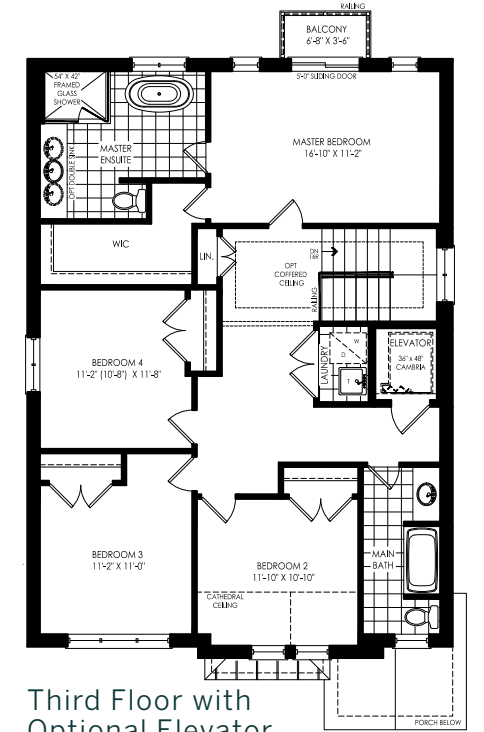 RAILING
BALCONY
6'-8" X 3'-6"
5'-0" SLIDING DOOR
54" X 42"
FRAMED
GLASS
SHOWER
MASTER
ENSUITE
OPT DOUBLE SINK
MASTER BEDROOM
16'-10" X 11'-2"
WIC
LIN.
OPT
COFFERED
CEILING
DN
16R
RAILING
BEDROOM 4
11'-2" (10'-8") X 11'-8"
LAUNDRY
W
D
T
ELEVATOR
36" x 48"
CAMBRIA
BEDROOM 3
11'-2" X 11'-0"
BEDROOM 2
11'-10" X 10'-10"
CATHEDRAL
CEILING
MAIN
BATH
PORCH BELOW
Third Floor with
Optional Elevator